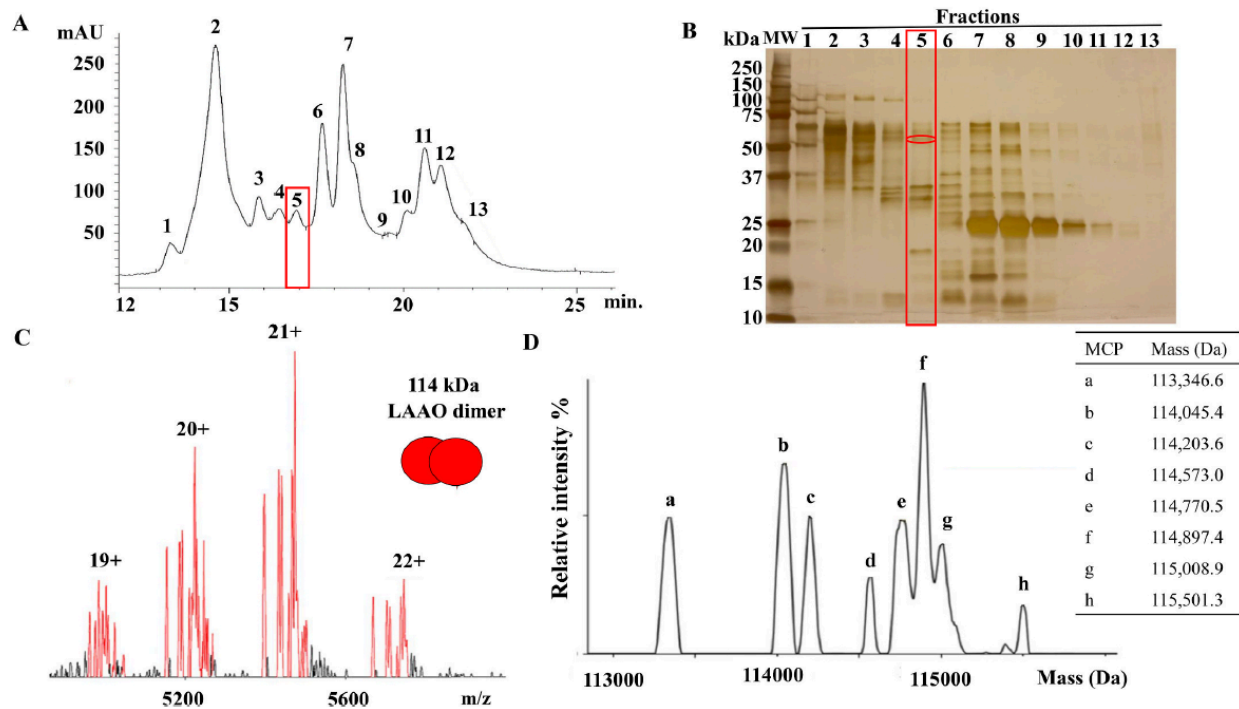 A
mAU
250
200
150
100
50
1
2
3
4
5
6
7
8
9
10
11
12
13
12
15
20
25
min.
B
Fractions
kDa MW 1 2 3 4 5 6 7 8 9 10 11 12 13
250
150
100
75
50
37
25
20
15
10
C
19+
20+
21+
22+
114 kDa
LAAO dimer
5200
5600
m/z
D
Relative intensity %
a
b
c
d
e
f
g
h
113000
114000
115000
Mass (Da)
MCP Mass (Da)
a 113,346.6
b 114,045.4
c 114,203.6
d 114,573.0
e 114,770.5
f 114,897.4
g 115,008.9
h 115,501.3